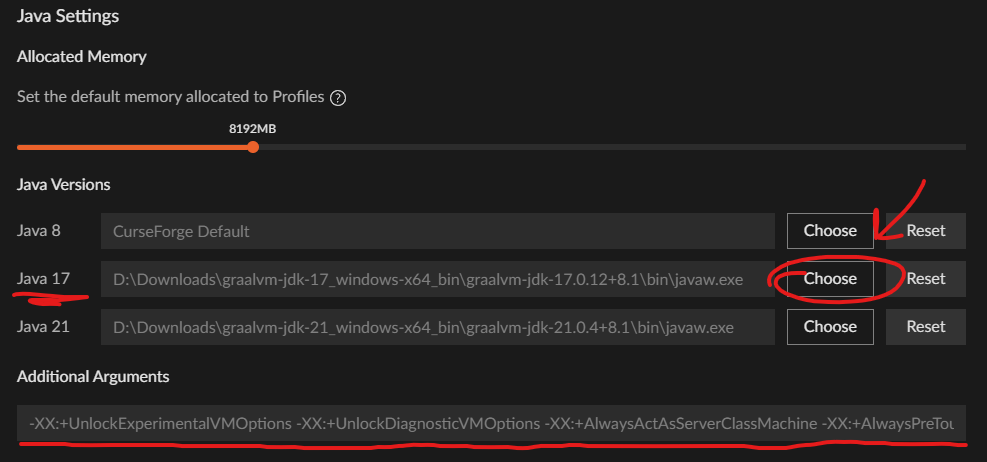 Java Settings
Allocated Memory
Set the default memory allocated to Profiles ?
8192MB
Java Versions
Java 8 CurseForge Default Choose Reset
Java 17 D:\Downloads\graalvm-jdk-17_windows-x64_bin\graalvm-jdk-17.0.12+8.1\bin\javaw.exe Choose Reset
Java 21 D:\Downloads\graalvm-jdk-21_windows-x64_bin\graalvm-jdk-21.0.4+8.1\bin\javaw.exe Choose Reset
Additional Arguments
-XX:+UnlockExperimentalVMOptions -XX:+UnlockDiagnosticVMOptions -XX:+AlwaysActAsServerClassMachine -XX:+AlwaysPreTou